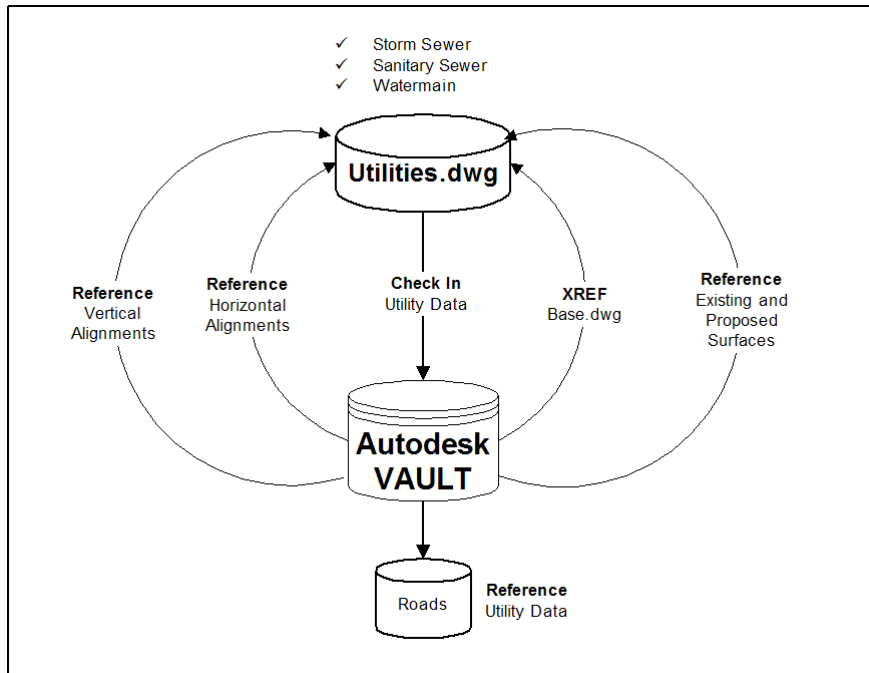 ✓ Storm Sewer
✓ Sanitary Sewer
✓ Watermain
Utilities.dwg
Reference
Vertical
Alignments
Reference
Horizontal
Alignments
Check In
Utility Data
XREF
Base.dwg
Reference
Existing and
Proposed
Surfaces
Autodesk
VAULT
Roads
Reference
Utility Data